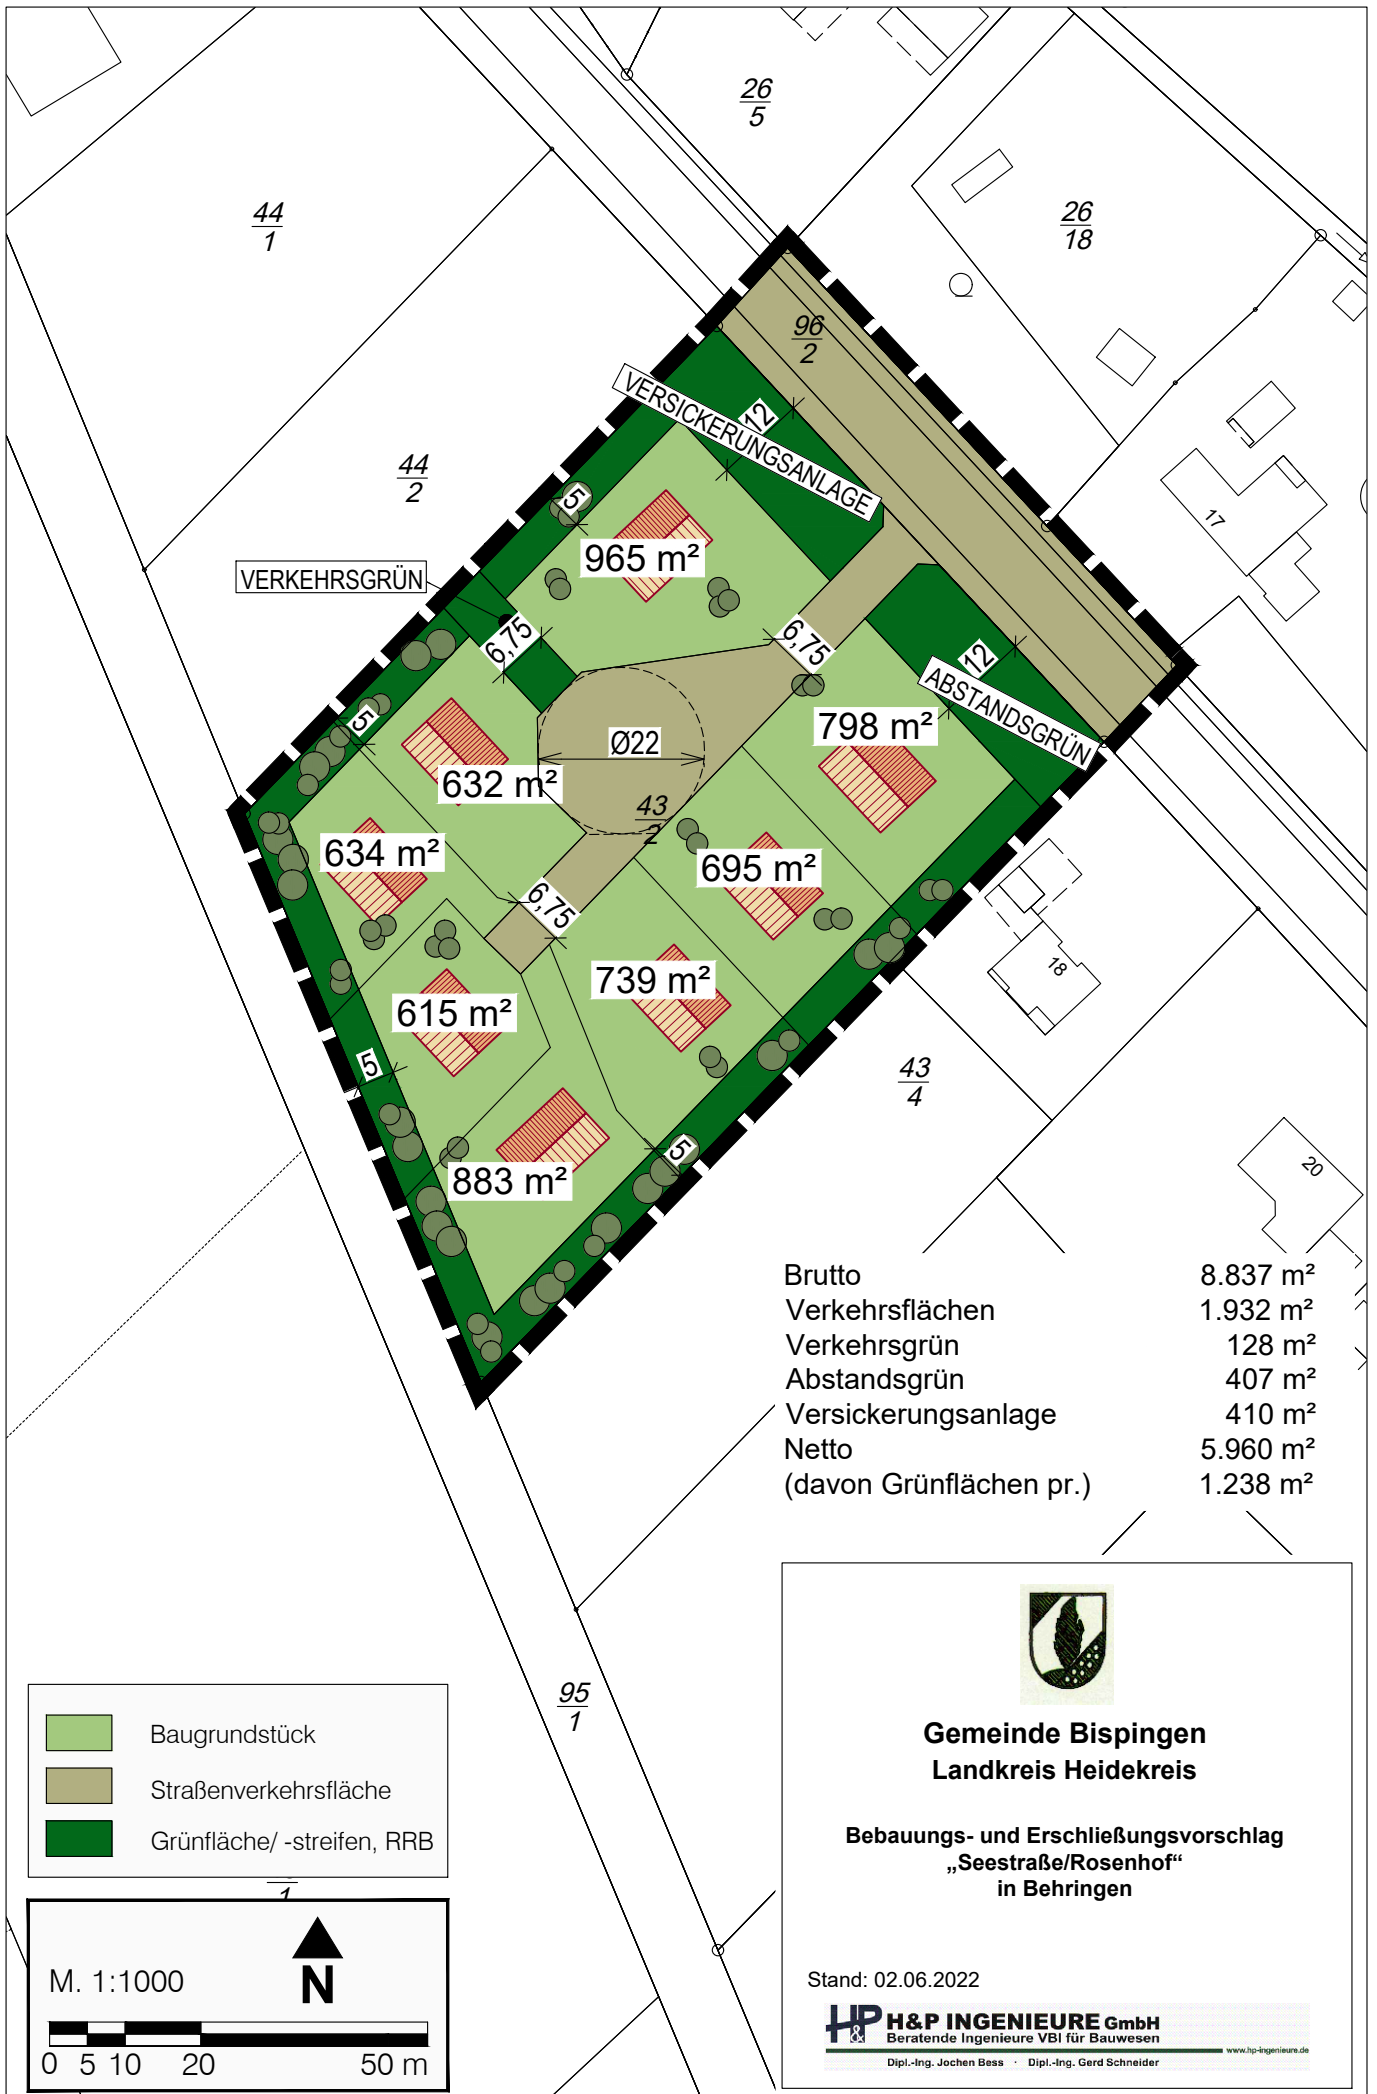 26
5
44
1
26
18
96
2
VERSICKERUNGSANLAGE
12
44
2
5
17
965 m²
VERKEHRSGRÜN
6,75
6,75
12
ABSTANDSGRÜN
5
798 m²
Ø22
632 m²
43
2
634 m²
695 m²
6,75
18
739 m²
615 m²
5
43
4
5
20
883 m²
Brutto 8.837 m²
Verkehrsflächen 1.932 m²
Verkehrsgrün 128 m²
Abstandsgrün 407 m²
Versickerungsanlage 410 m²
Netto 5.960 m²
(davon Grünflächen pr.) 1.238 m²
95
1
Baugrundstück
Straßenverkehrsfläche
Grünfläche/ -streifen, RRB
1
M. 1:1000
N
0 5 10 20 50 m
Gemeinde Bispingen
Landkreis Heidekreis
Bebauungs- und Erschließungsvorschlag
„Seestraße/Rosenhof“
in Behringen
Stand: 02.06.2022
H&P H&P INGENIEURE GmbH
Beratende Ingenieure VBI für Bauwesen
www.hp-ingenieure.de
Dipl.-Ing. Jochen Bess · Dipl.-Ing. Gerd Schneider